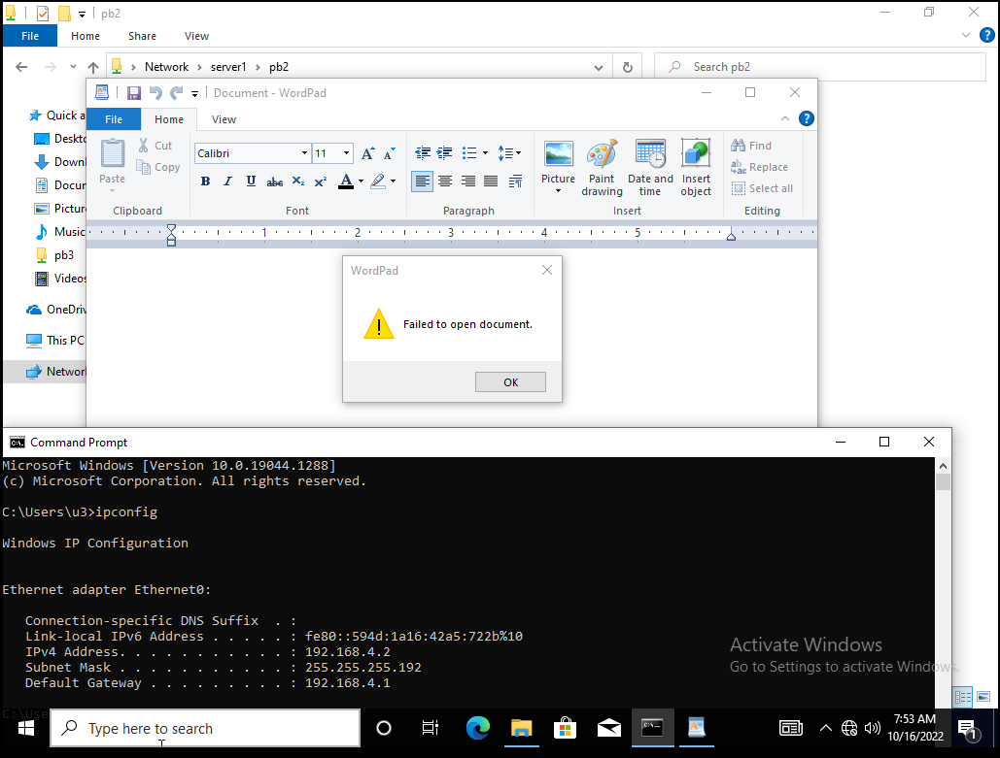 pb2
File Home Share View
Network server1 pb2
Search pb2
Quick a
Deskto
Downl
Docur
Picture
Music
pb3
Videos
OneDriv
This PC
Network
Document - WordPad
File Home View
Paste
Cut
Copy
Clipboard
Calibri 11
B I U abc X₂ X² A
Font
Paragraph
Picture
Paint drawing
Date and time
Insert object
Insert
Find
Replace
Select all
Editing
1 2 3 4 5
WordPad
Failed to open document.
OK
Command Prompt
Microsoft Windows [Version 10.0.19044.1288]
(c) Microsoft Corporation. All rights reserved.
C:\Users\u3>ipconfig
Windows IP Configuration
Ethernet adapter Ethernet0:
Connection-specific DNS Suffix . :
Link-local IPv6 Address . . . . . : fe80::594d:1a16:42a5:722b%10
IPv4 Address. . . . . . . . . . . : 192.168.4.2
Subnet Mask . . . . . . . . . . . : 255.255.255.192
Default Gateway . . . . . . . . . : 192.168.4.1
Activate Windows
Go to Settings to activate Windows.
Type here to search
7:53 AM
10/16/2022
1